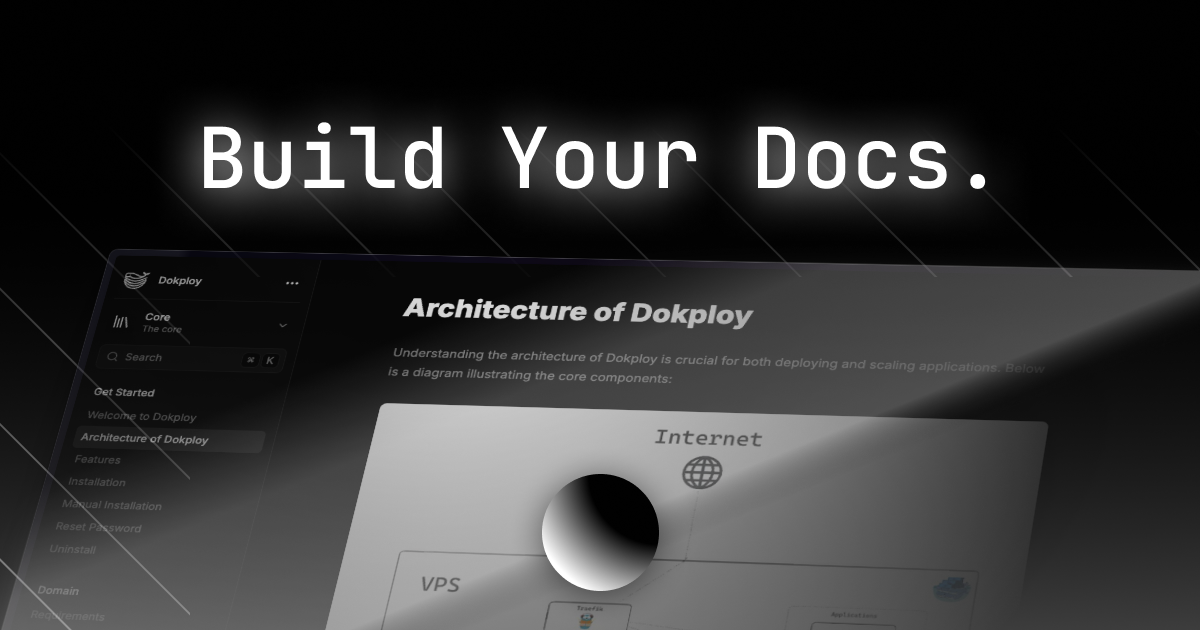 Build Your Docs.
Dokploy
Core
The core
Search
⌘ K
Get Started
Welcome to Dokploy
Architecture of Dokploy
Features
Installation
Manual Installation
Reset Password
Uninstall
Domain
Requirements
Architecture of Dokploy
Understanding the architecture of Dokploy is crucial for both deploying and scaling applications. Below
is a diagram illustrating the core components:
Internet
VPS
Traefik
Applications